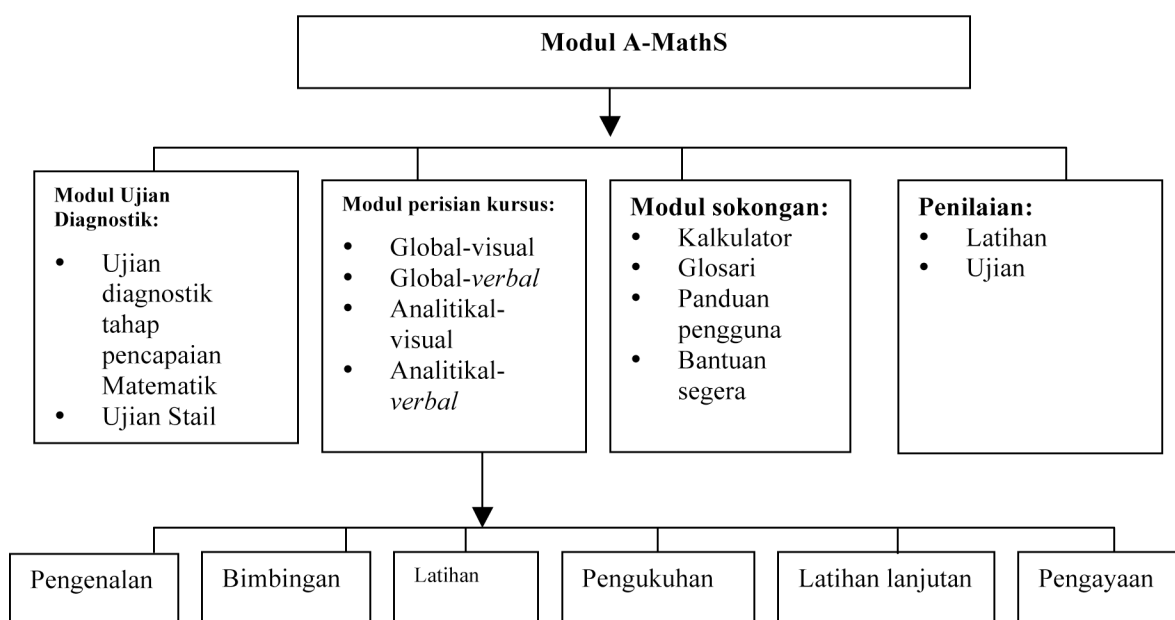 Modul A-MathS
Modul Ujian
Diagnostik:
• Ujian
diagnostik
tahap
pencapaian
Matematik
• Ujian Stail
Modul perisian kursus:
• Global-visual
• Global-verbal
• Analitikal-
visual
• Analitikal-
verbal
Modul sokongan:
• Kalkulator
• Glosari
• Panduan
pengguna
• Bantuan
segera
Penilaian:
• Latihan
• Ujian
Pengenalan
Bimbingan
Latihan
Pengukuhan
Latihan lanjutan
Pengayaan